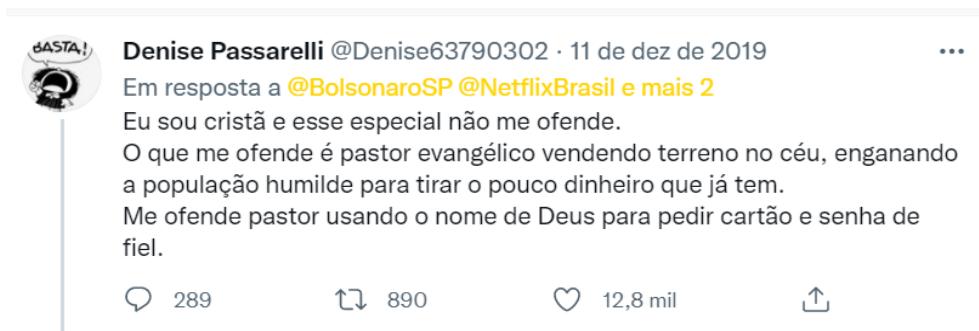 BASTA!
Denise Passarelli @Denise63790302 · 11 de dez de 2019
Em resposta a @BolsonaroSP @NetflixBrasil e mais 2
Eu sou cristã e esse especial não me ofende.
O que me ofende é pastor evangélico vendendo terreno no céu, enganando
a população humilde para tirar o pouco dinheiro que já tem.
Me ofende pastor usando o nome de Deus para pedir cartão e senha de
fiel.
289 890 12,8 mil